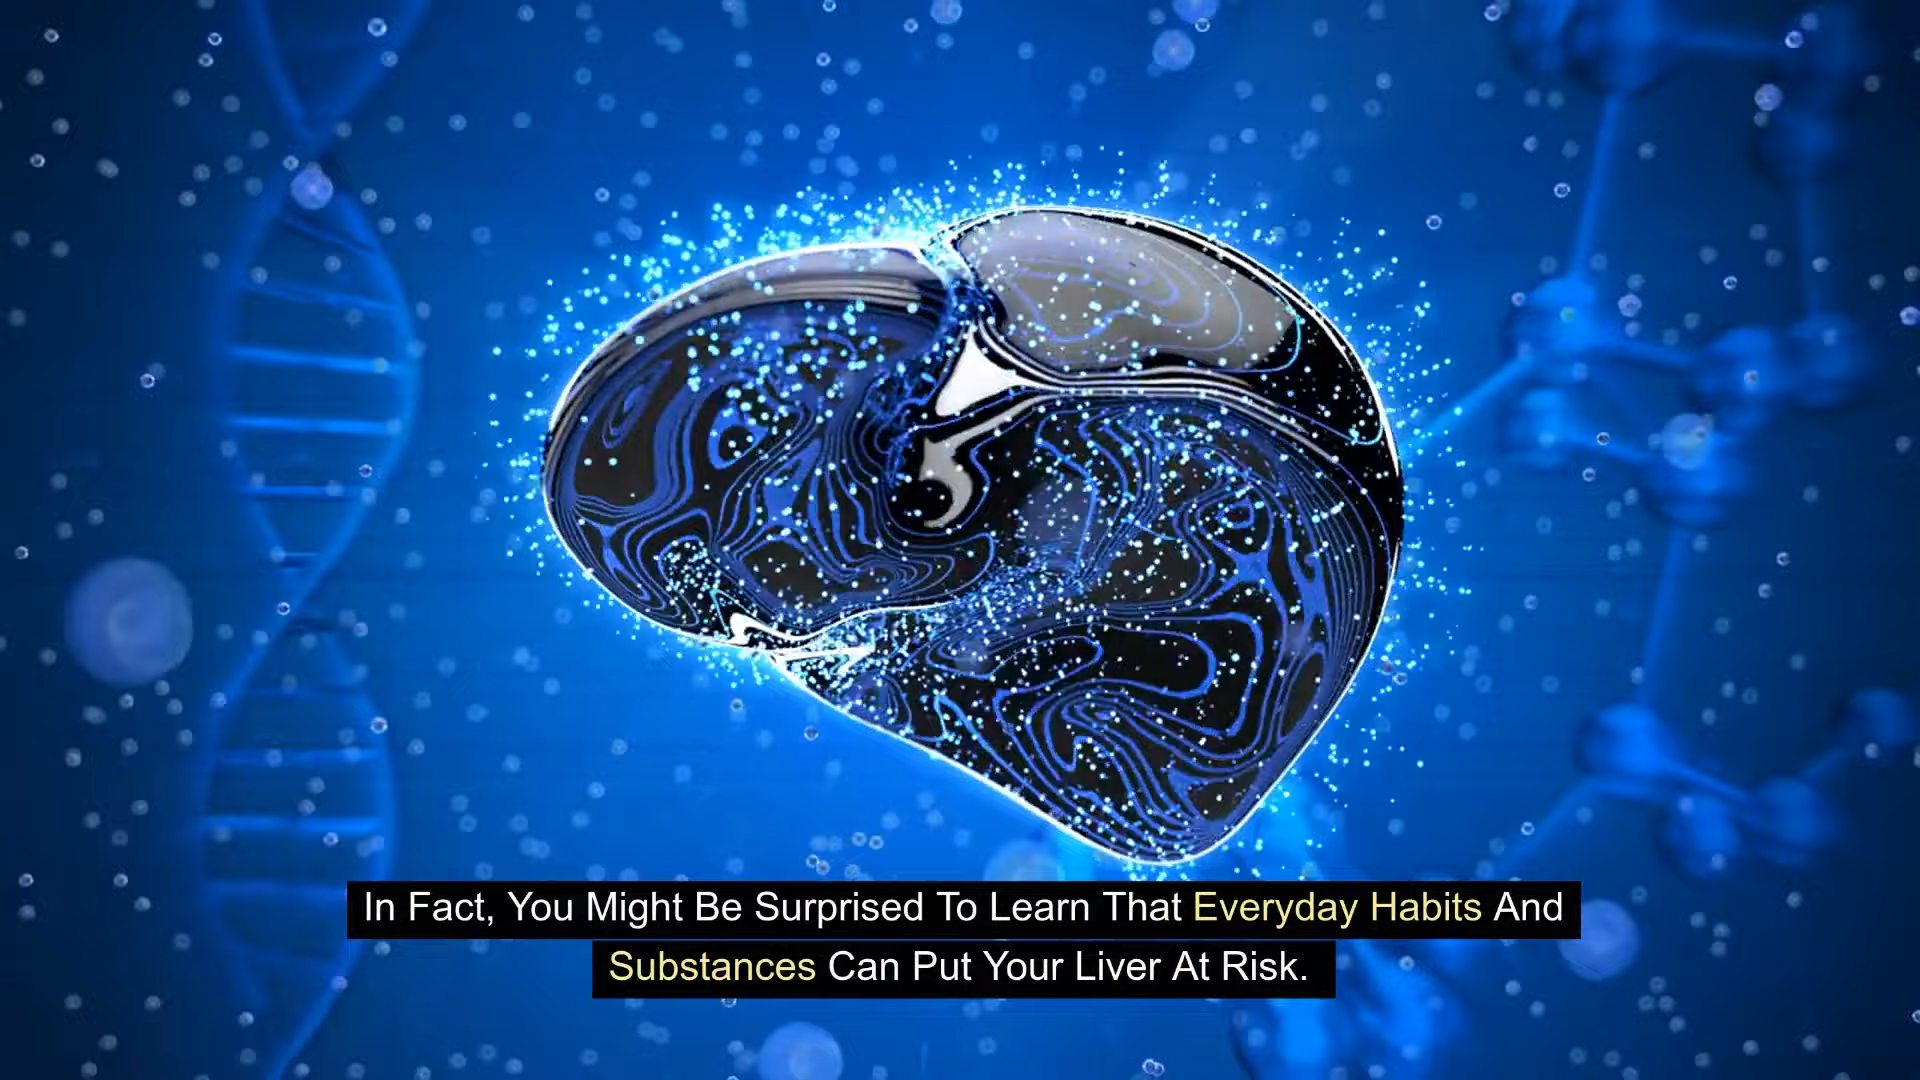 In Fact, You Might Be Surprised To Learn That Everyday Habits And
Substances Can Put Your Liver At Risk.